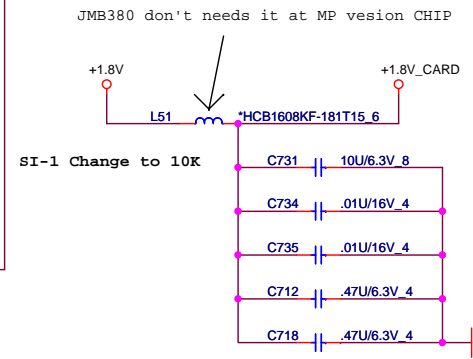 JMB380 don't needs it at MP vesion CHIP
+1.8V +1.8V_CARD
L51 *HCB1608KF-181T15_6
SI-1 Change to 10K
C731 10U/6.3V_8
C734 .01U/16V_4
C735 .01U/16V_4
C712 .47U/6.3V_4
C718 .47U/6.3V_4